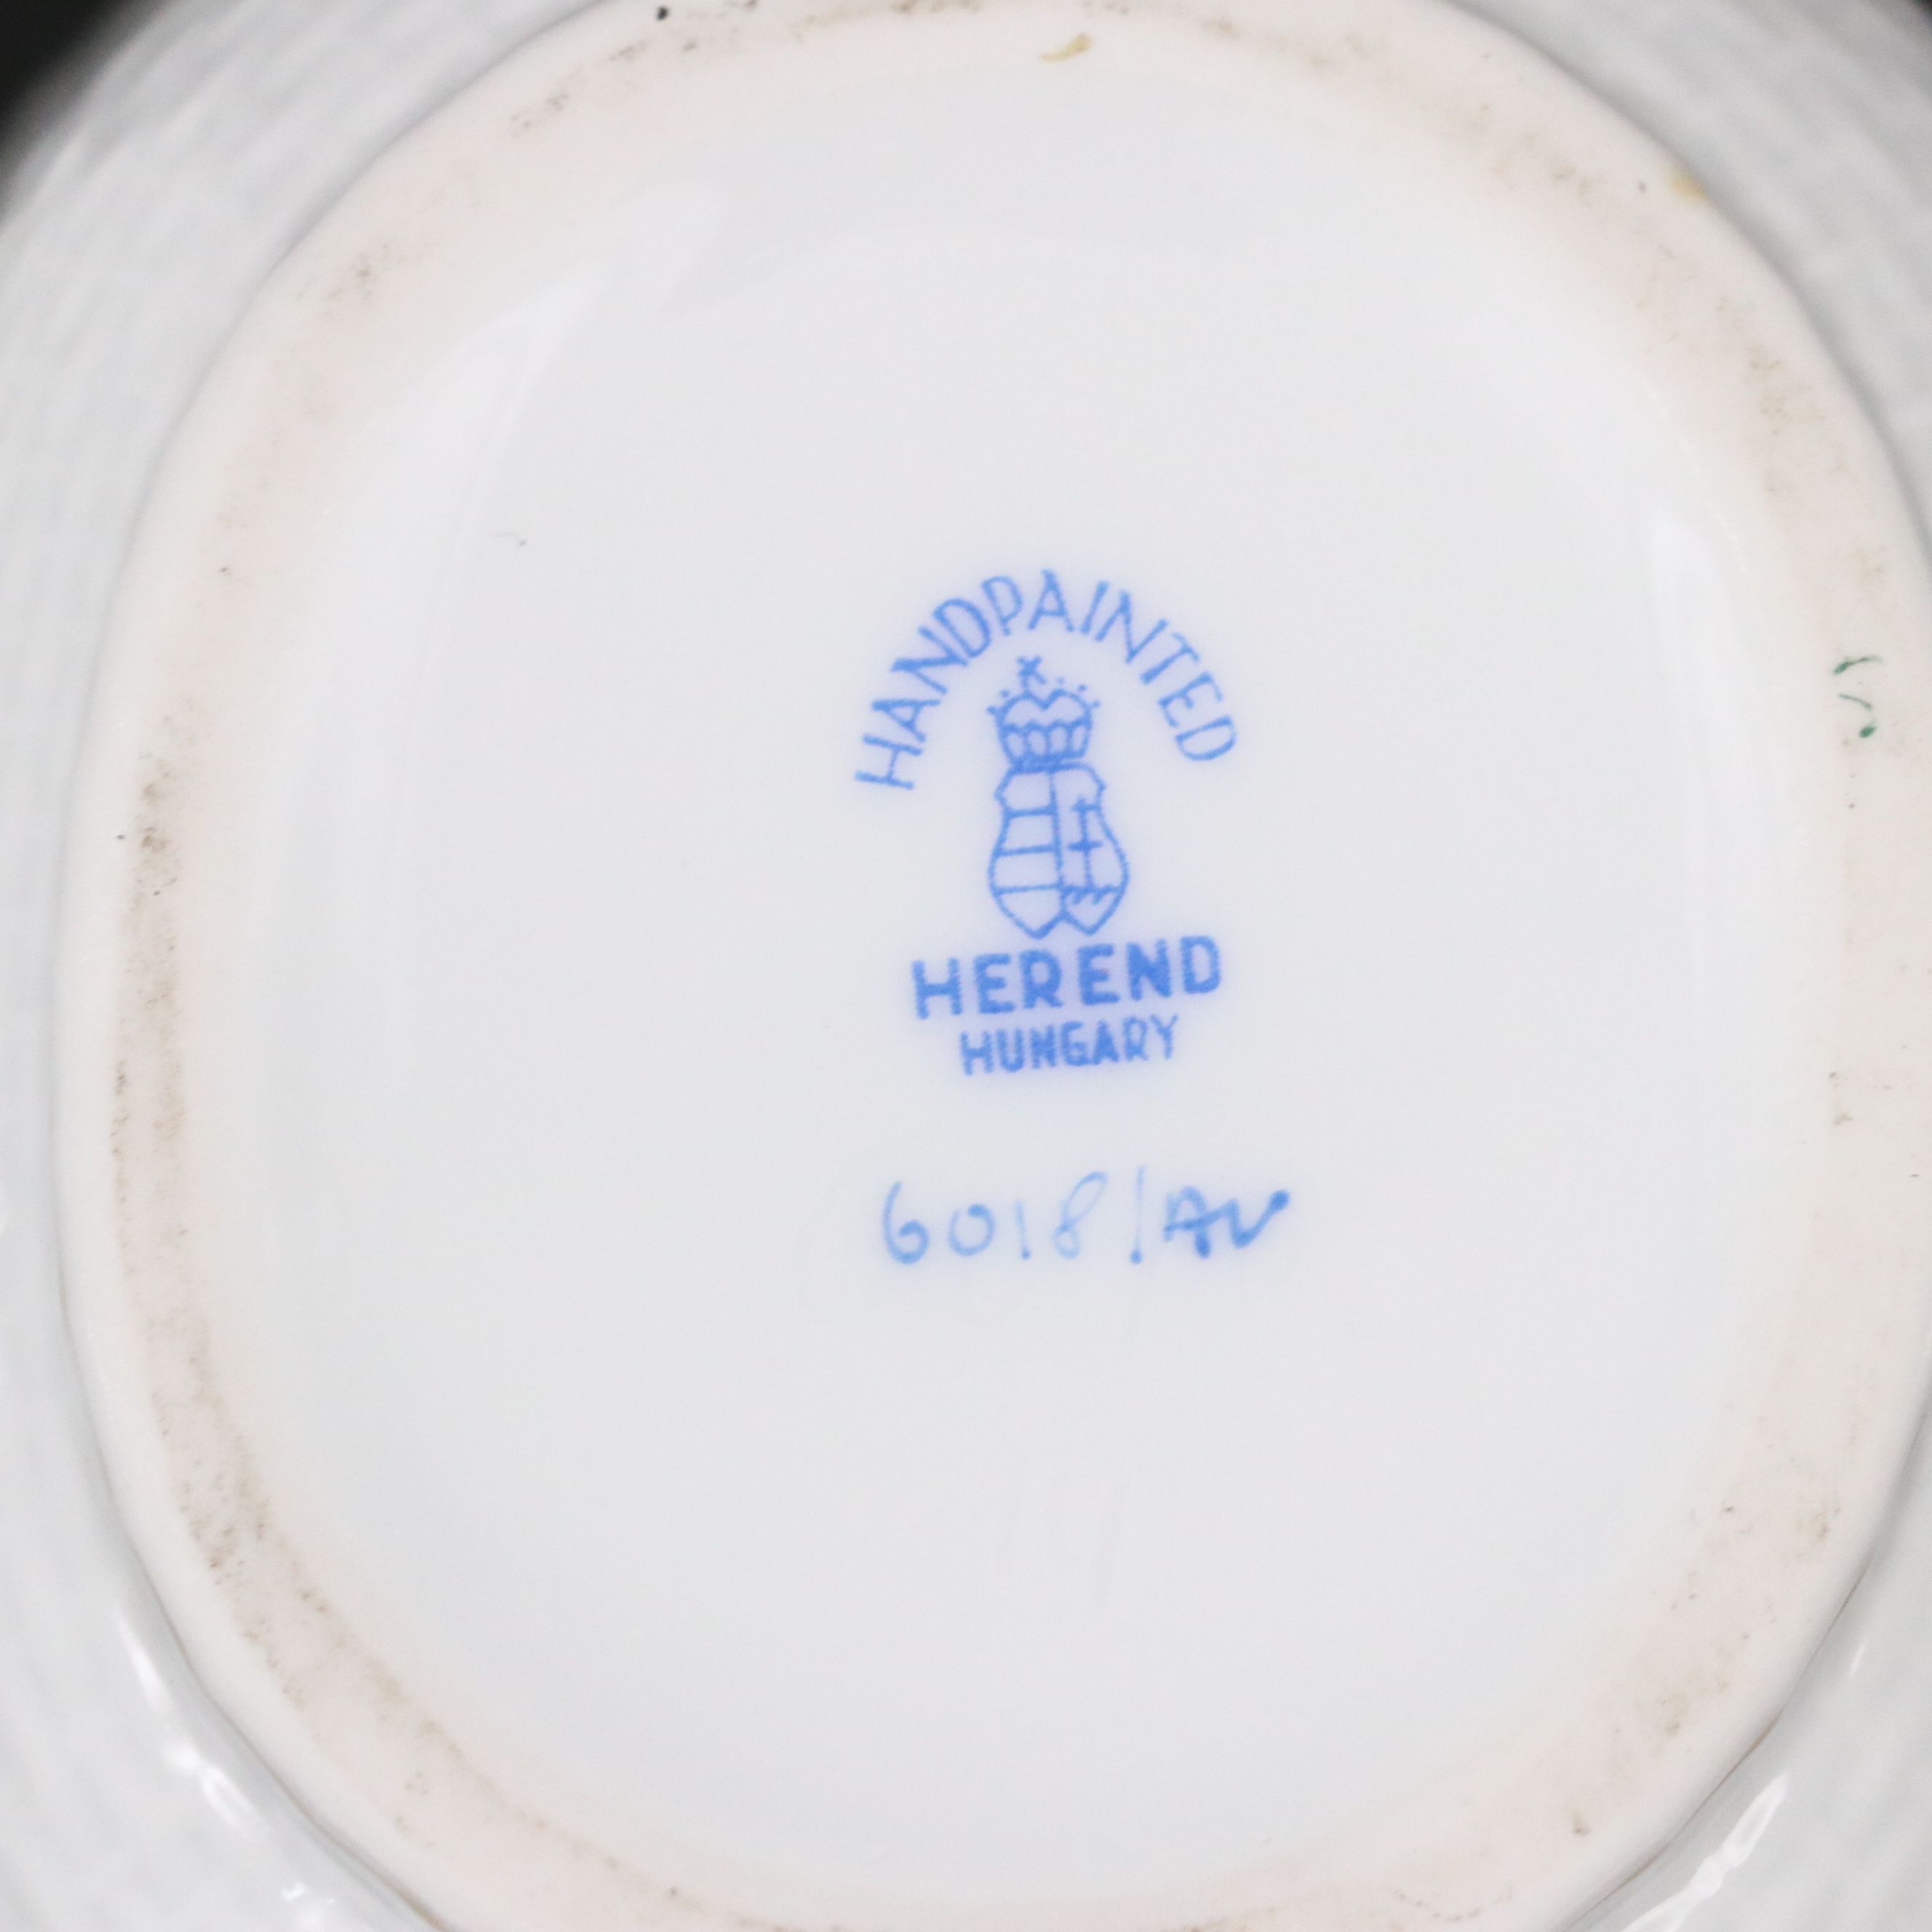 HANDPAINTED
HEREND
HUNGARY
6018/AV